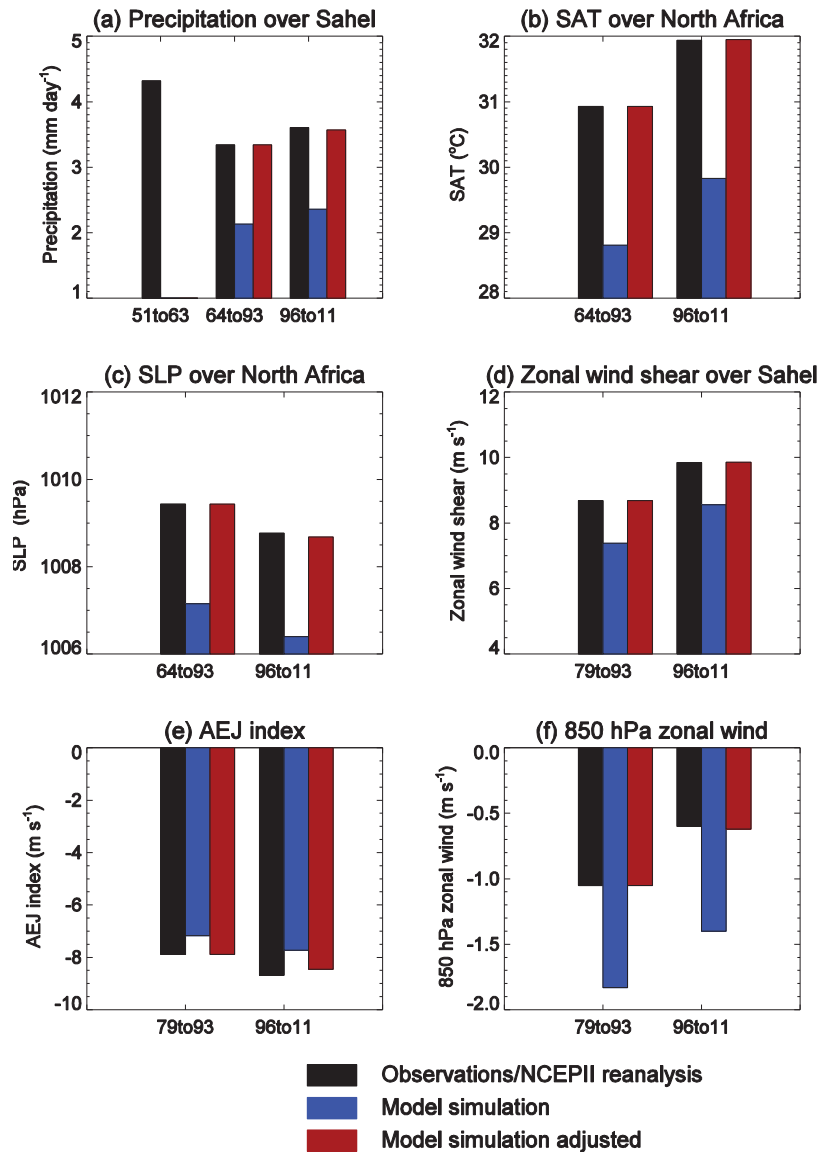 (a) Precipitation over Sahel
Precipitation (mm day⁻¹)
5
4
3
2
1
51to63 64to93 96to11
(b) SAT over North Africa
SAT (°C)
32
31
30
29
28
64to93 96to11
(c) SLP over North Africa
SLP (hPa)
1012
1010
1008
1006
64to93 96to11
(d) Zonal wind shear over Sahel
Zonal wind shear (m s⁻¹)
12
10
8
6
4
79to93 96to11
(e) AEJ index
AEJ index (m s⁻¹)
0
-2
-4
-6
-8
-10
79to93 96to11
(f) 850 hPa zonal wind
850 hPa zonal wind (m s⁻¹)
0.0
-0.5
-1.0
-1.5
-2.0
79to93 96to11
Observations/NCEPII reanalysis
Model simulation
Model simulation adjusted